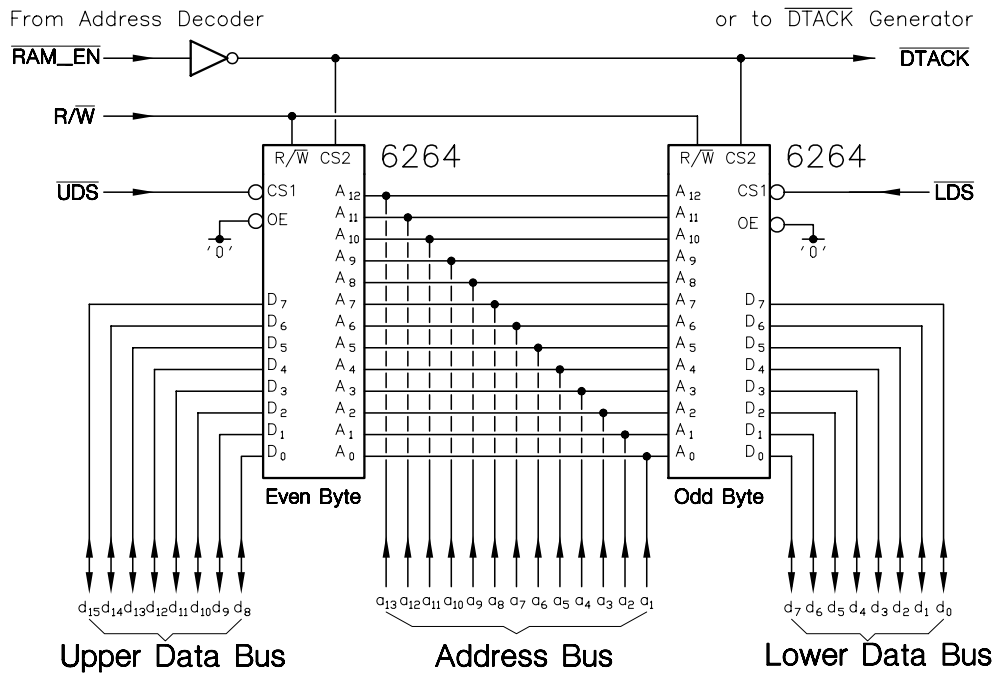 From Address Decoder or to D̅T̅A̅C̅K̅ Generator
R̅A̅M̅_̅E̅N̅ D̅T̅A̅C̅K̅
R/W̅
R/W̅ CS2 6264 R/W̅ CS2 6264
U̅D̅S̅ CS1 A₁₂ A₁₂ CS1 L̅D̅S̅
OE A₁₁ A₁₁ OE
'0' A₁₀ A₁₀ '0'
A₉ A₉
A₈ A₈
D₇ A₇ A₇ D₇
D₆ A₆ A₆ D₆
D₅ A₅ A₅ D₅
D₄ A₄ A₄ D₄
D₃ A₃ A₃ D₃
D₂ A₂ A₂ D₂
D₁ A₁ A₁ D₁
D₀ A₀ A₀ D₀
Even Byte Odd Byte
d₁₅ d₁₄ d₁₃ d₁₂ d₁₁ d₁₀ d₉ d₈ a₁₃ a₁₂ a₁₁ a₁₀ a₉ a₈ a₇ a₆ a₅ a₄ a₃ a₂ a₁ d₇ d₆ d₅ d₄ d₃ d₂ d₁ d₀
Upper Data Bus Address Bus Lower Data Bus